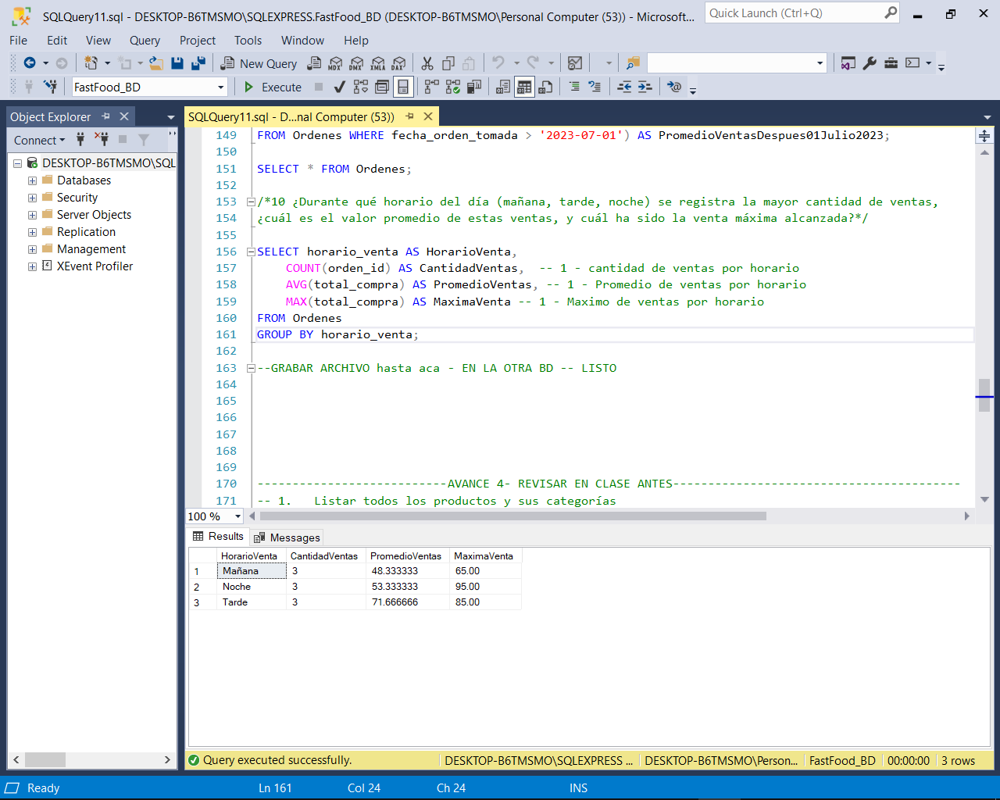 SQLQuery11.sql - DESKTOP-B6TMSMO\SQLEXPRESS.FastFood_BD (DESKTOP-B6TMSMO\Personal Computer (53)) - Microsoft...
Quick Launch (Ctrl+Q)
File Edit View Query Project Tools Window Help
New Query MDX DMX XMLA DAX
FastFood_BD Execute
Object Explorer
Connect
DESKTOP-B6TMSMO\SQL
Databases
Security
Server Objects
Replication
Management
XEvent Profiler
SQLQuery11.sql - D...nal Computer (53))
149 FROM Ordenes WHERE fecha_orden_tomada > '2023-07-01') AS PromedioVentasDespues01Julio2023;
150
151 SELECT * FROM Ordenes;
152
153 /*10 ¿Durante qué horario del día (mañana, tarde, noche) se registra la mayor cantidad de ventas,
154 ¿cuál es el valor promedio de estas ventas, y cuál ha sido la venta máxima alcanzada?*/
155
156 SELECT horario_venta AS HorarioVenta,
157 COUNT(orden_id) AS CantidadVentas, -- 1 - cantidad de ventas por horario
158 AVG(total_compra) AS PromedioVentas, -- 1 - Promedio de ventas por horario
159 MAX(total_compra) AS MaximaVenta -- 1 - Maximo de ventas por horario
160 FROM Ordenes
161 GROUP BY horario_venta;
162
163 --GRABAR ARCHIVO hasta aca - EN LA OTRA BD -- LISTO
164
165
166
167
168
169
170 ---------------------------AVANCE 4- REVISAR EN CLASE ANTES-----------------------------------------
171 -- 1. Listar todos los productos y sus categorías
100 %
Results Messages
HorarioVenta CantidadVentas PromedioVentas MaximaVenta
1 Mañana 3 48.333333 65.00
2 Noche 3 53.333333 95.00
3 Tarde 3 71.666666 85.00
Query executed successfully. DESKTOP-B6TMSMO\SQLEXPRESS ... DESKTOP-B6TMSMO\Person... FastFood_BD 00:00:00 3 rows
Ready Ln 161 Col 24 Ch 24 INS